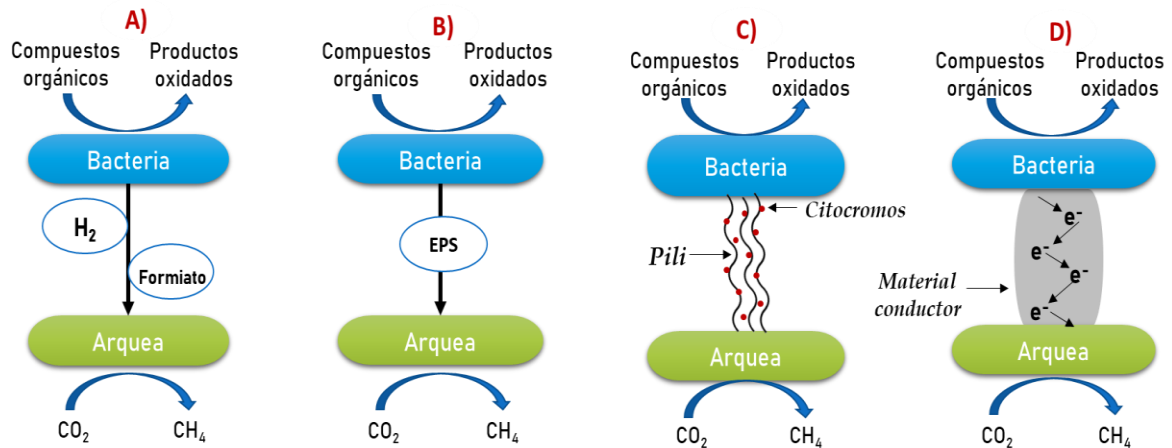 A)
Compuestos
orgánicos
Productos
oxidados
Bacteria
H₂
Formiato
Arquea
CO₂
CH₄
B)
Compuestos
orgánicos
Productos
oxidados
Bacteria
EPS
Arquea
CO₂
CH₄
C)
Compuestos
orgánicos
Productos
oxidados
Bacteria
Citocromos
Pili
Arquea
CO₂
CH₄
D)
Compuestos
orgánicos
Productos
oxidados
Bacteria
e⁻
e⁻
e⁻
e⁻
Material
conductor
Arquea
CO₂
CH₄